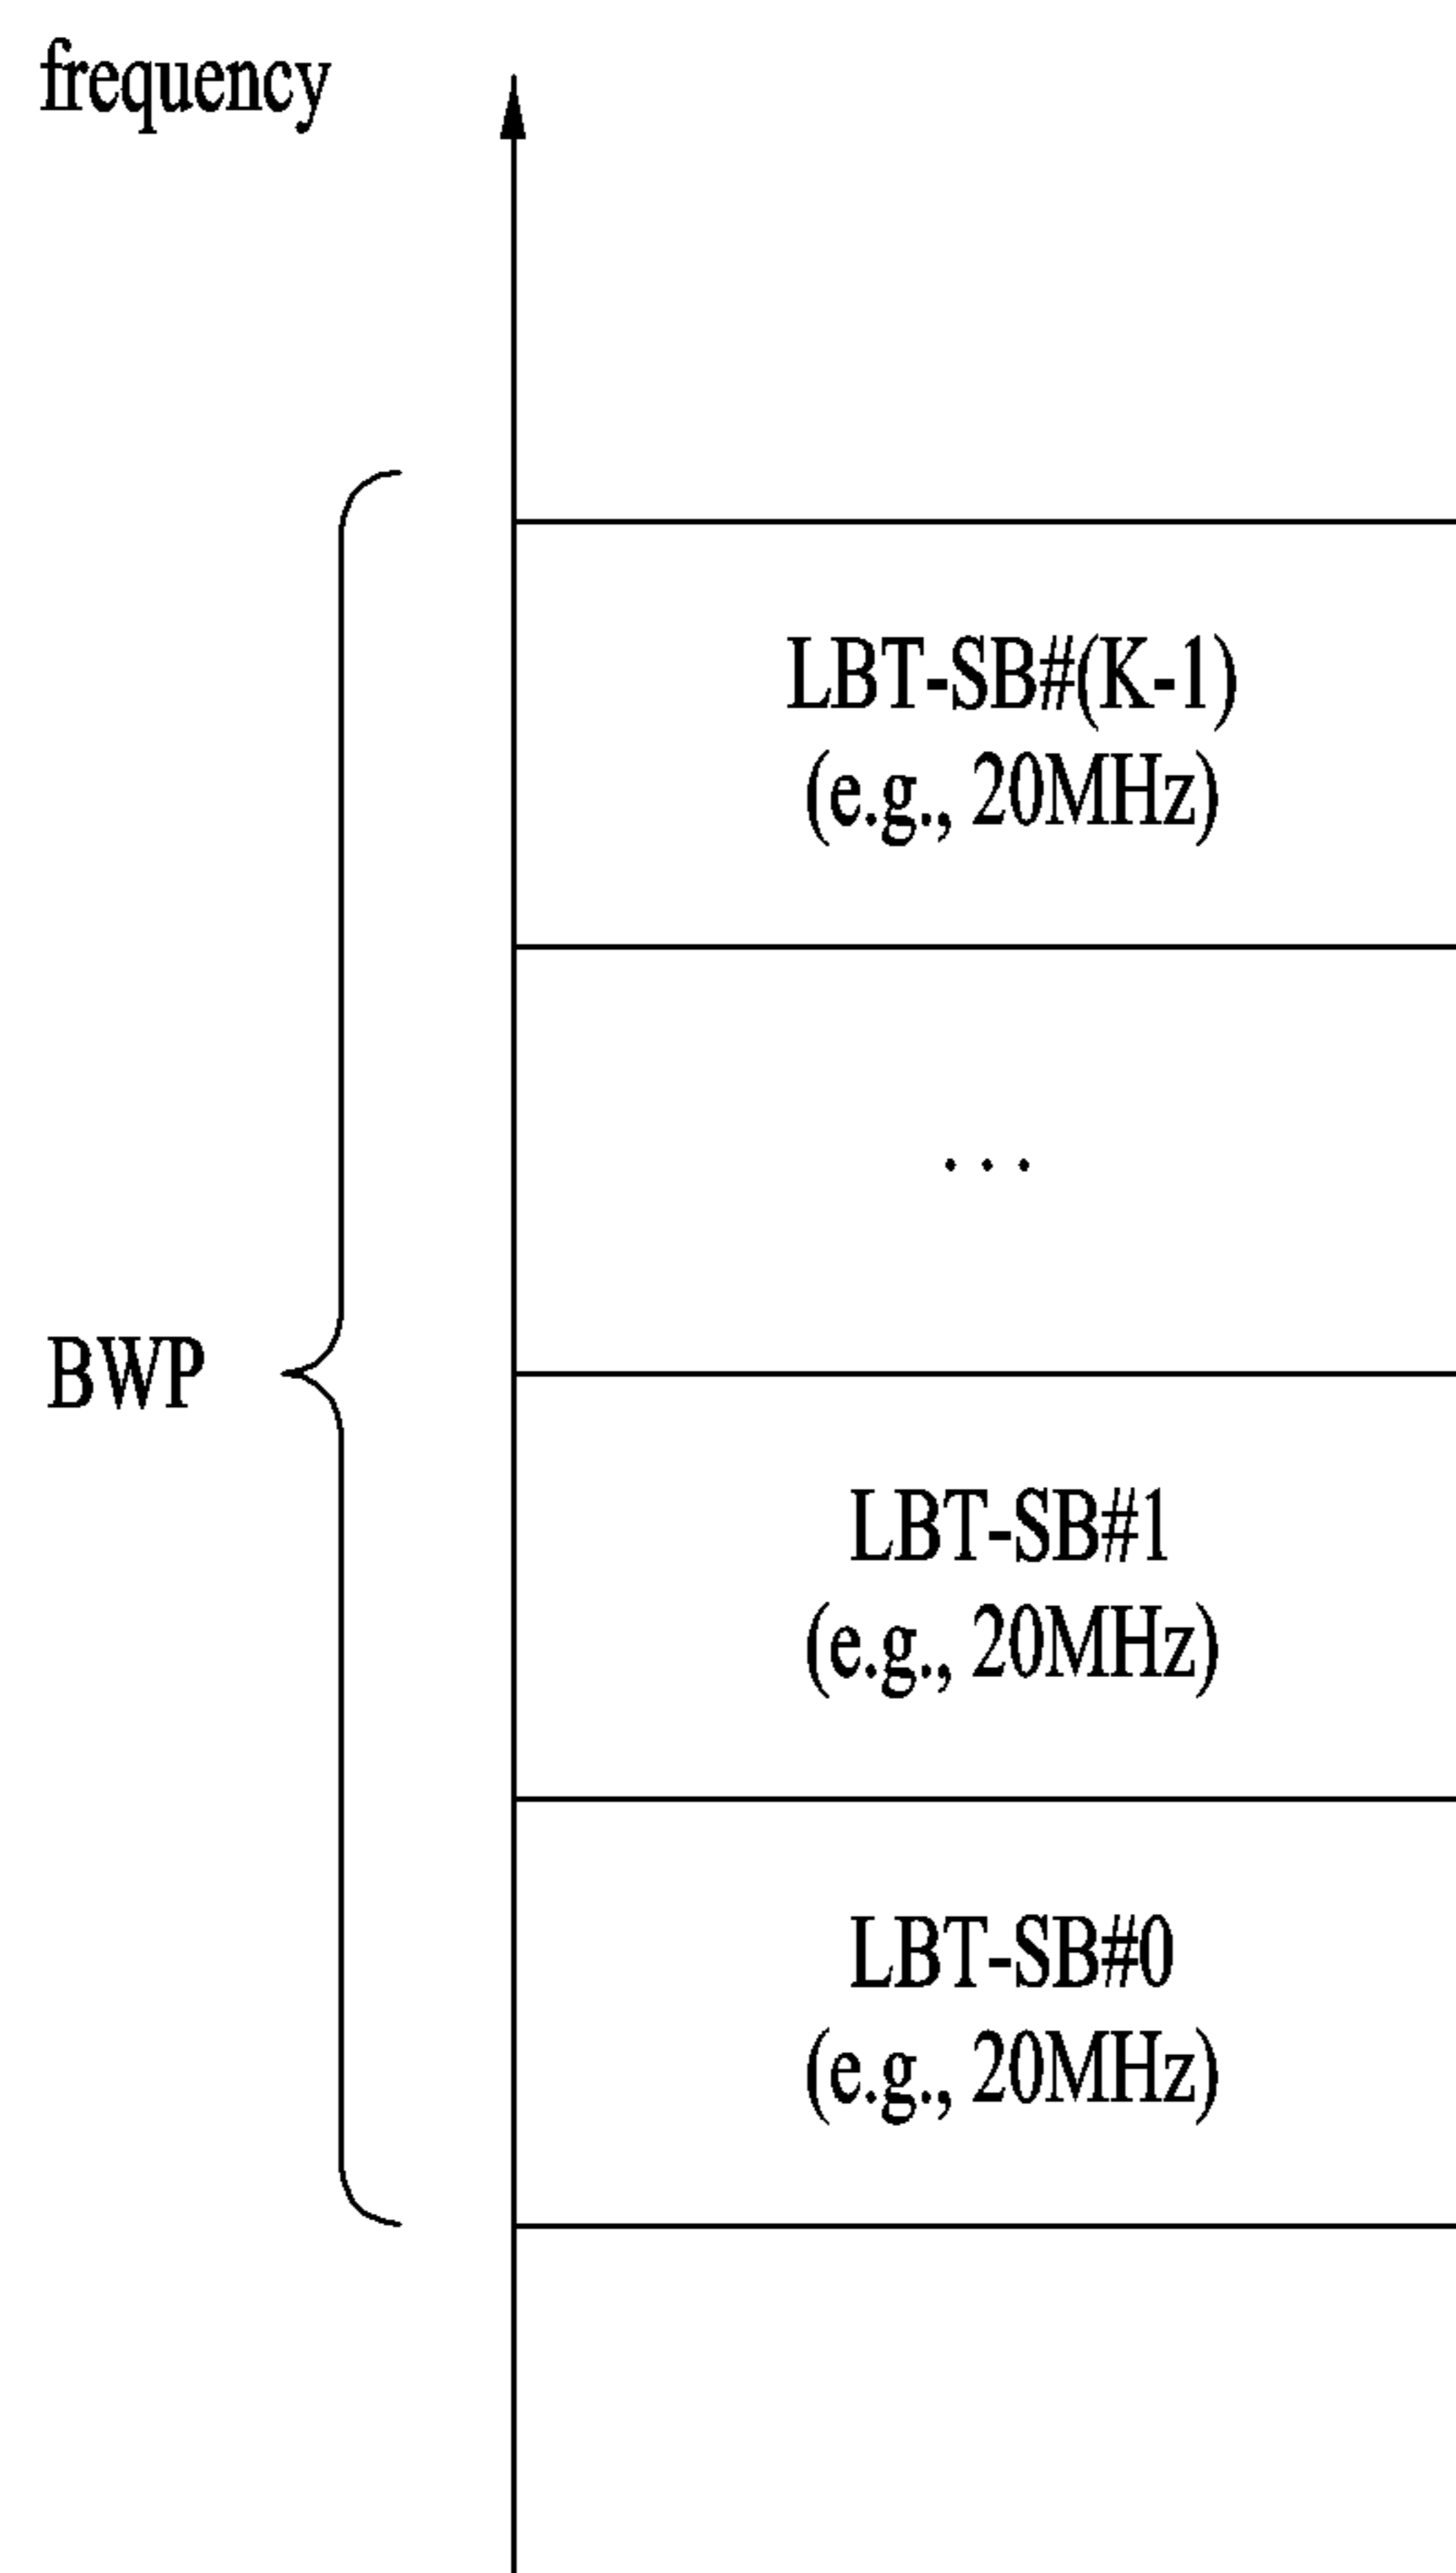 frequency
LBT-SB#(K-1)
(e.g., 20MHz)
. . .
BWP
LBT-SB#1
(e.g., 20MHz)
LBT-SB#0
(e.g., 20MHz)